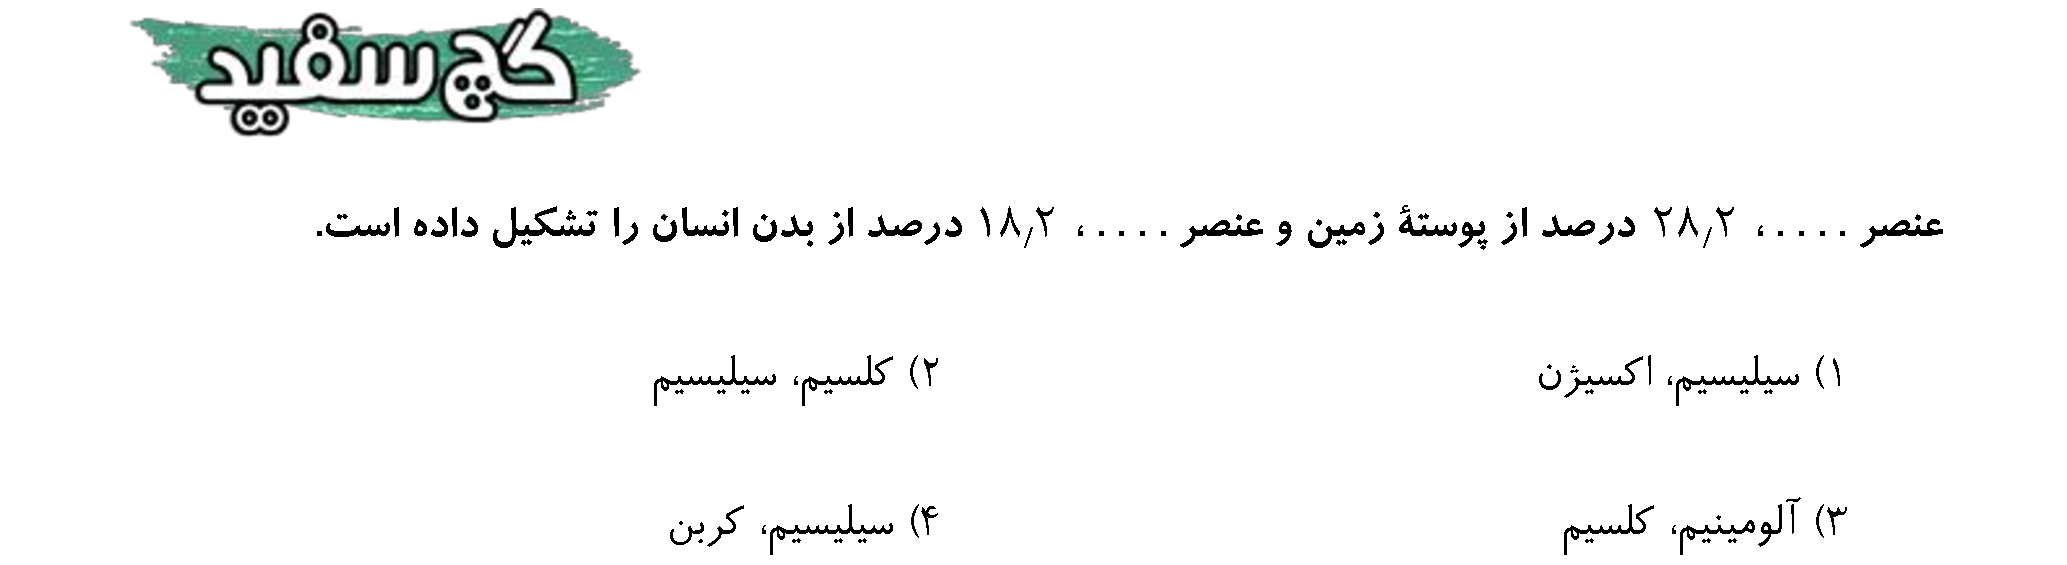 گچ سفید
عنصر .....، ۲۸٫۲ درصد از پوستهٔ زمین و عنصر ....، ۱۸٫۲ درصد از بدن انسان را تشکیل داده است.
۱) سیلیسیم، اکسیژن
۲) کلسیم، سیلیسیم
۳) آلومینیم، کلسیم
۴) سیلیسیم، کربن